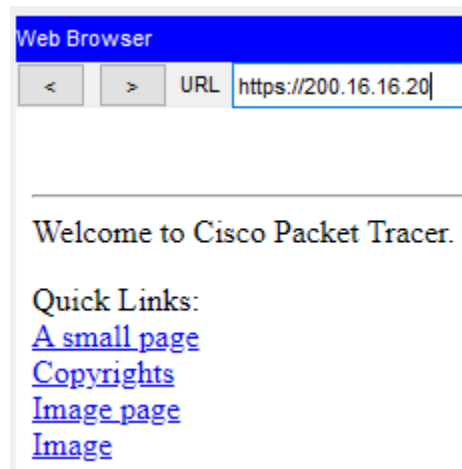 Web Browser
< > URL https://200.16.16.20
Welcome to Cisco Packet Tracer.
Quick Links:
A small page
Copyrights
Image page
Image